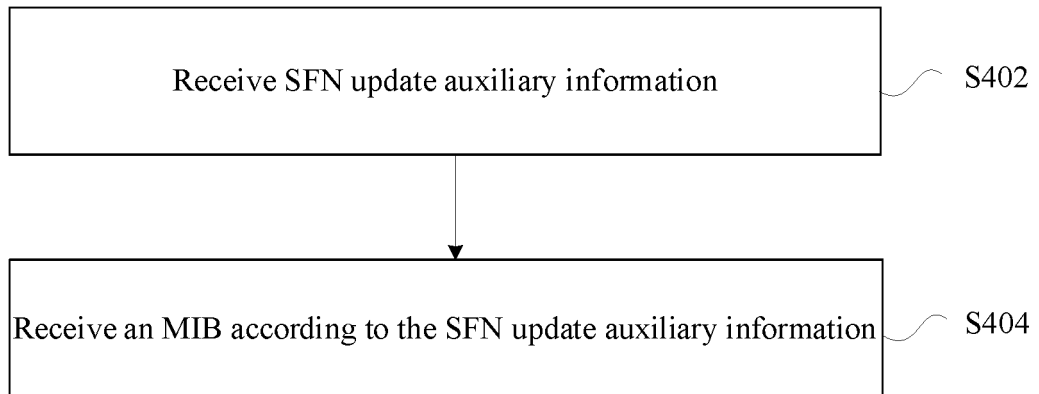 Receive SFN update auxiliary information
S402
Receive an MIB according to the SFN update auxiliary information
S404